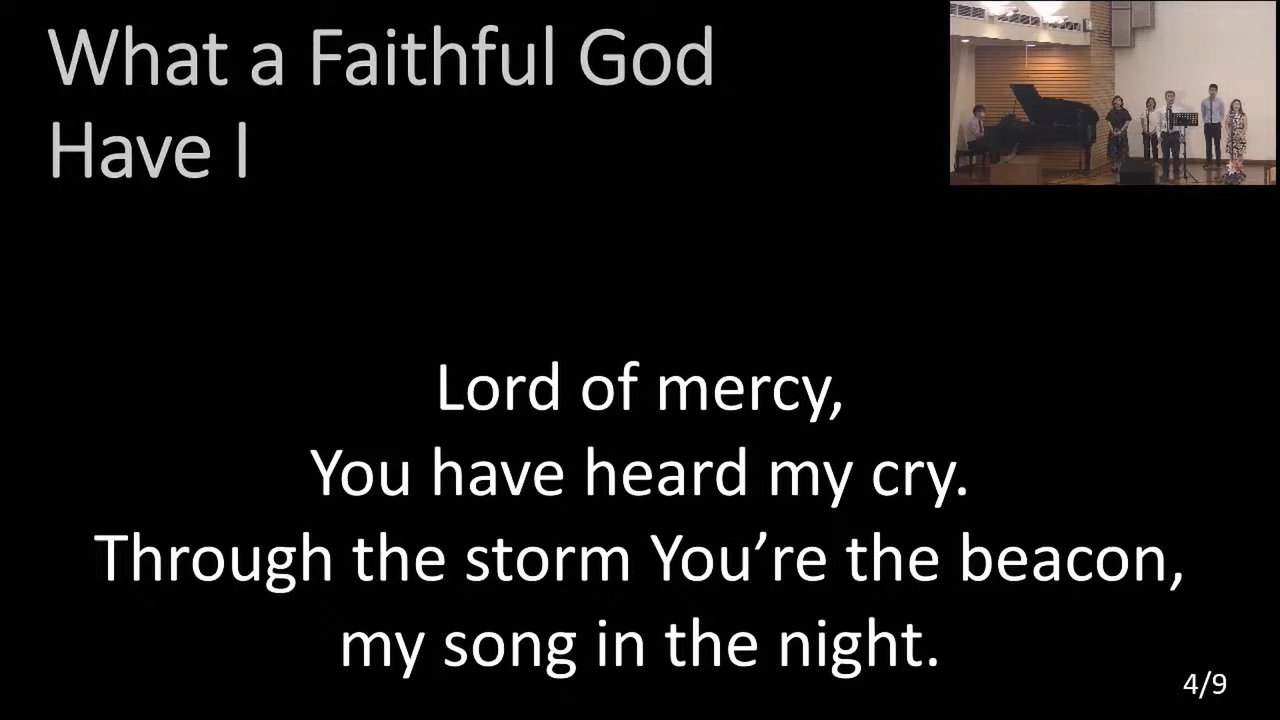 What a Faithful God
Have I
Lord of mercy,
You have heard my cry.
Through the storm You’re the beacon,
my song in the night.
4/9